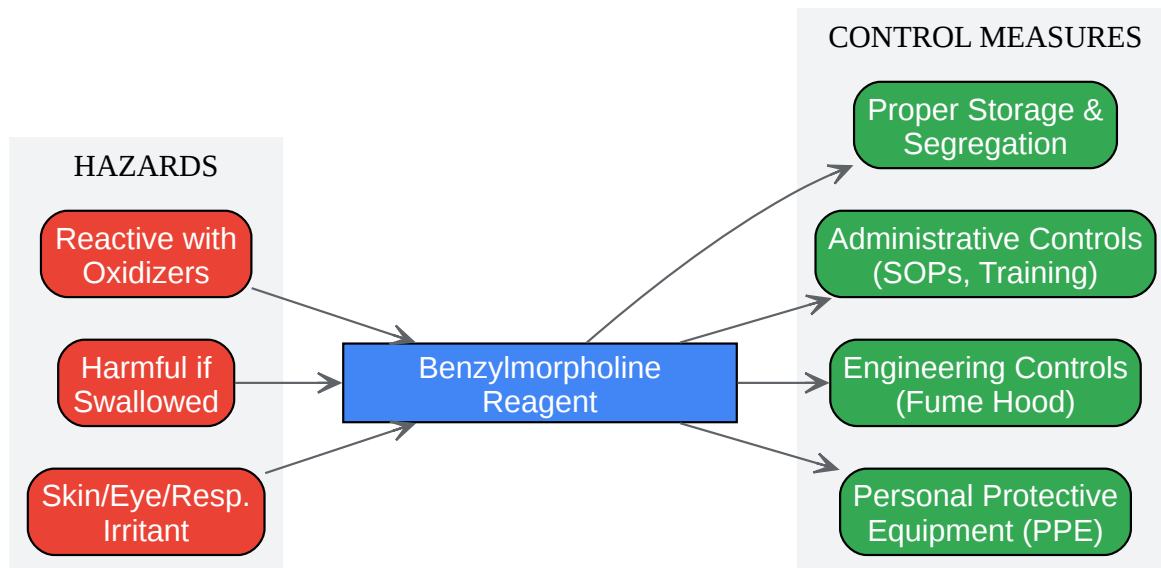 HAZARDS
Reactive with
Oxidizers
Harmful if
Swallowed
Skin/Eye/Resp.
Irritant
Benzylmorpholine
Reagent
CONTROL MEASURES
Proper Storage &
Segregation
Administrative Controls
(SOPs, Training)
Engineering Controls
(Fume Hood)
Personal Protective
Equipment (PPE)